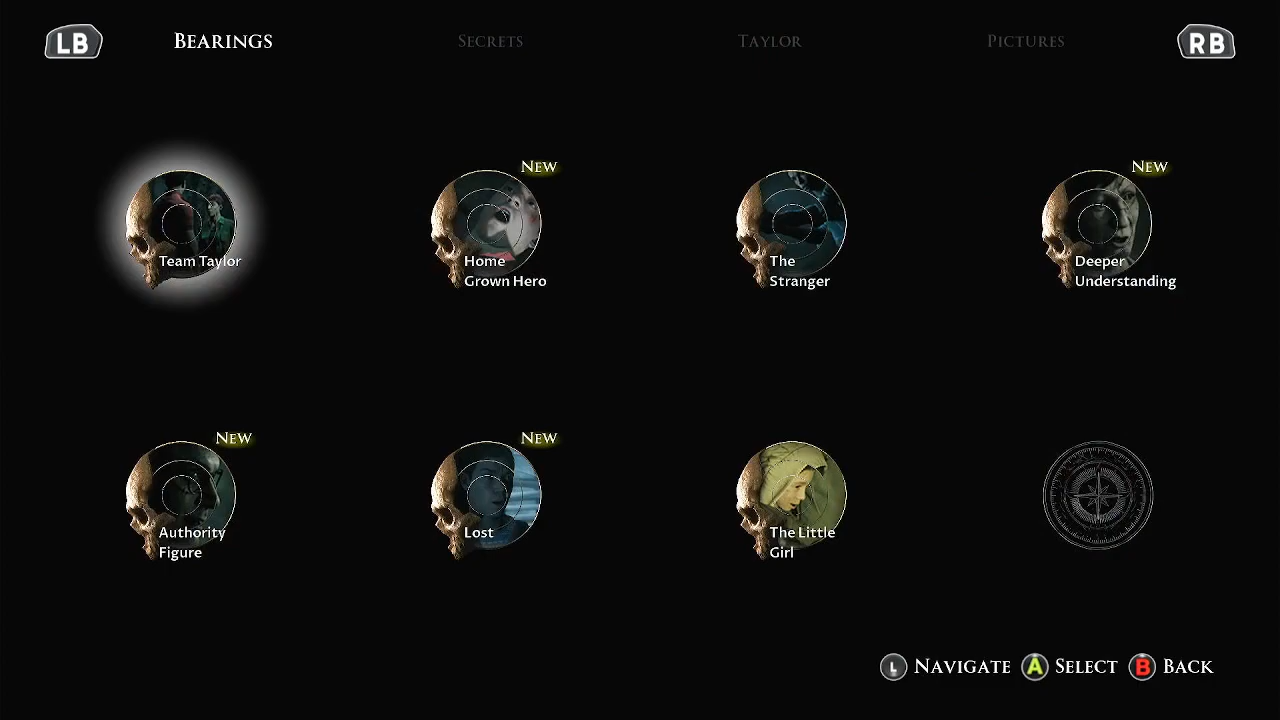 LB
Bearings
Secrets
Taylor
Pictures
RB
Team Taylor
New
Home
Grown Hero
The
Stranger
New
Deeper
Understanding
New
Authority
Figure
New
Lost
The Little
Girl
L Navigate A Select B Back